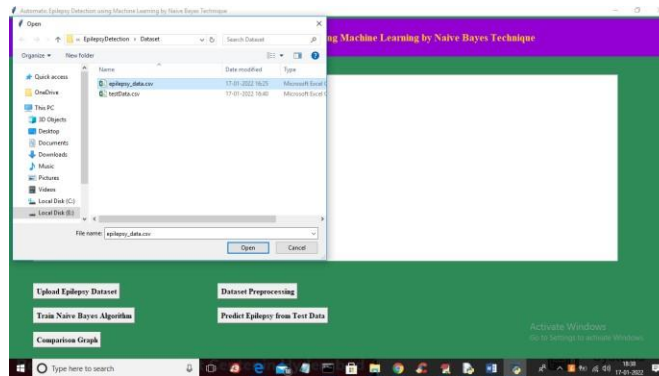 Automatic Epilepsy Detection using Machine Learning by Naive Bayes Technique
Open
EpilepsyDetection › Dataset
Search Dataset
ng Machine Learning by Naive Bayes Technique
Organize
New folder
Name
Date modified
Type
Quick access
OneDrive
This PC
3D Objects
Desktop
Documents
Downloads
Music
Pictures
Videos
Local Disk (C:)
Local Disk (E:)
epilepsy_data.csv
17-01-2022 16:25
Microsoft Excel C
testData.csv
17-01-2022 16:40
Microsoft Excel C
File name:
epilepsy_data.csv
Open
Cancel
Upload Epilepsy Dataset
Dataset Preprocessing
Train Naive Bayes Algorithm
Predict Epilepsy from Test Data
Comparison Graph
Activate Windows
Go to Settings to activate Windows.
Type here to search
18:38
17-01-2022